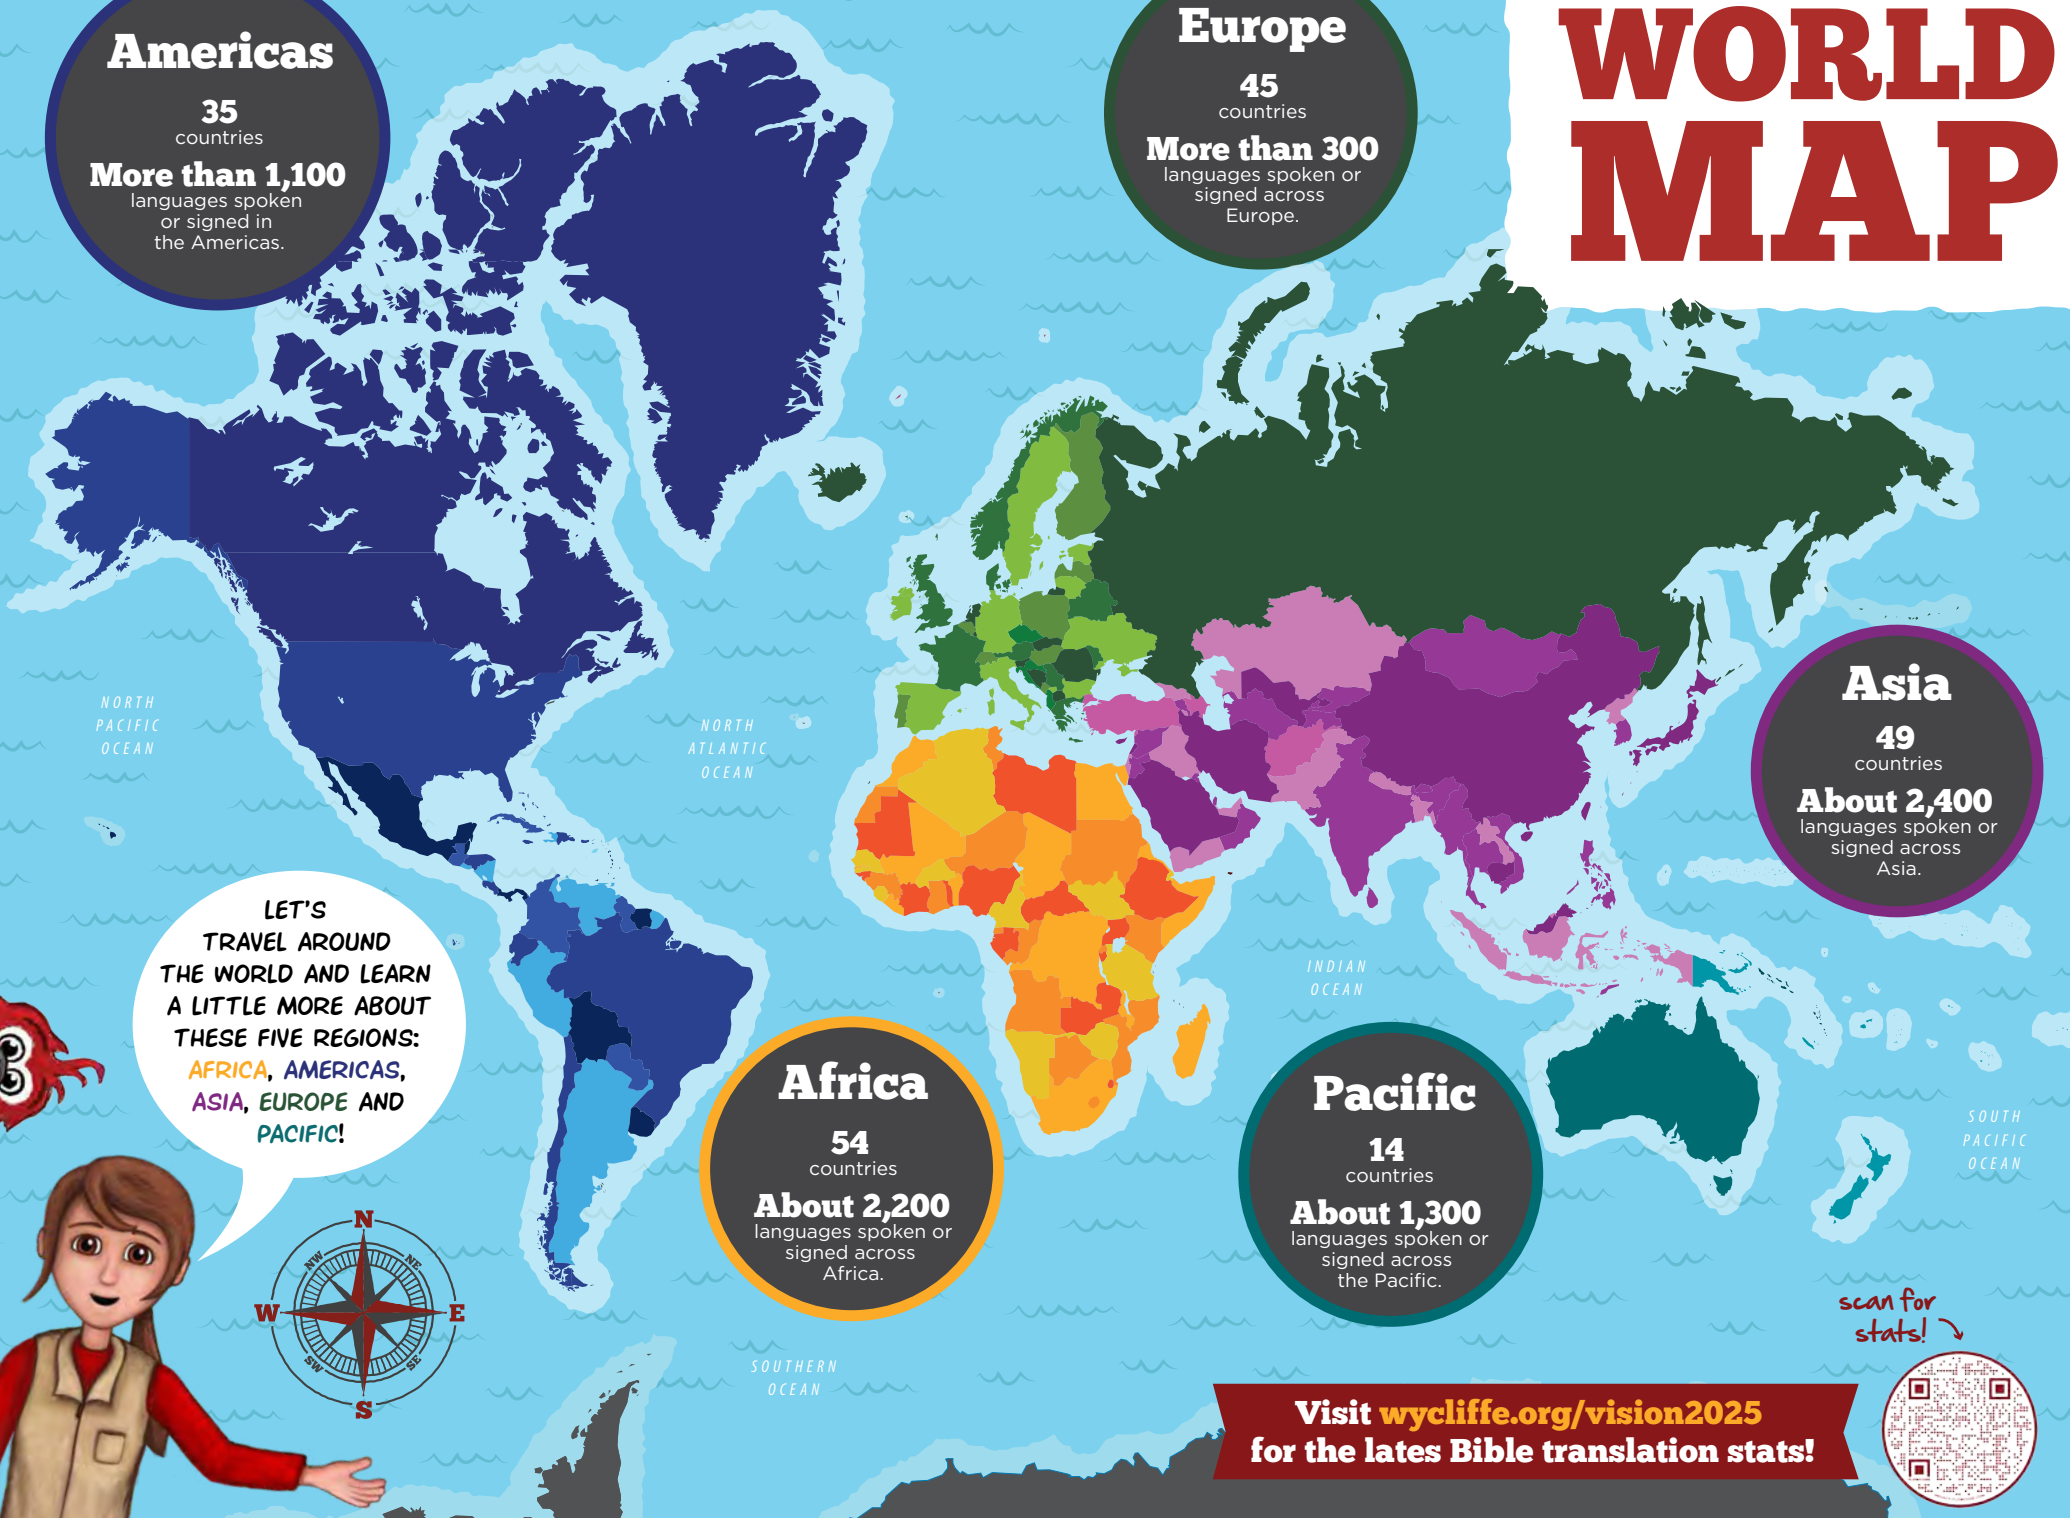 WORLD
MAP
Americas
35
countries
More than 1,100
languages spoken
or signed in
the Americas.
Europe
45
countries
More than 300
languages spoken or
signed across
Europe.
Asia
49
countries
About 2,400
languages spoken or
signed across
Asia.
NORTH
PACIFIC
OCEAN
NORTH
ATLANTIC
OCEAN
LET'S
TRAVEL AROUND
THE WORLD AND LEARN
A LITTLE MORE ABOUT
THESE FIVE REGIONS:
AFRICA, AMERICAS,
ASIA, EUROPE AND
PACIFIC!
INDIAN
OCEAN
Africa
54
countries
About 2,200
languages spoken or
signed across
Africa.
Pacific
14
countries
About 1,300
languages spoken or
signed across
the Pacific.
SOUTH
PACIFIC
OCEAN
N
NW
NE
W
E
SW
SE
S
SOUTHERN
OCEAN
scan for
stats!
Visit wycliffe.org/vision2025
for the lates Bible translation stats!